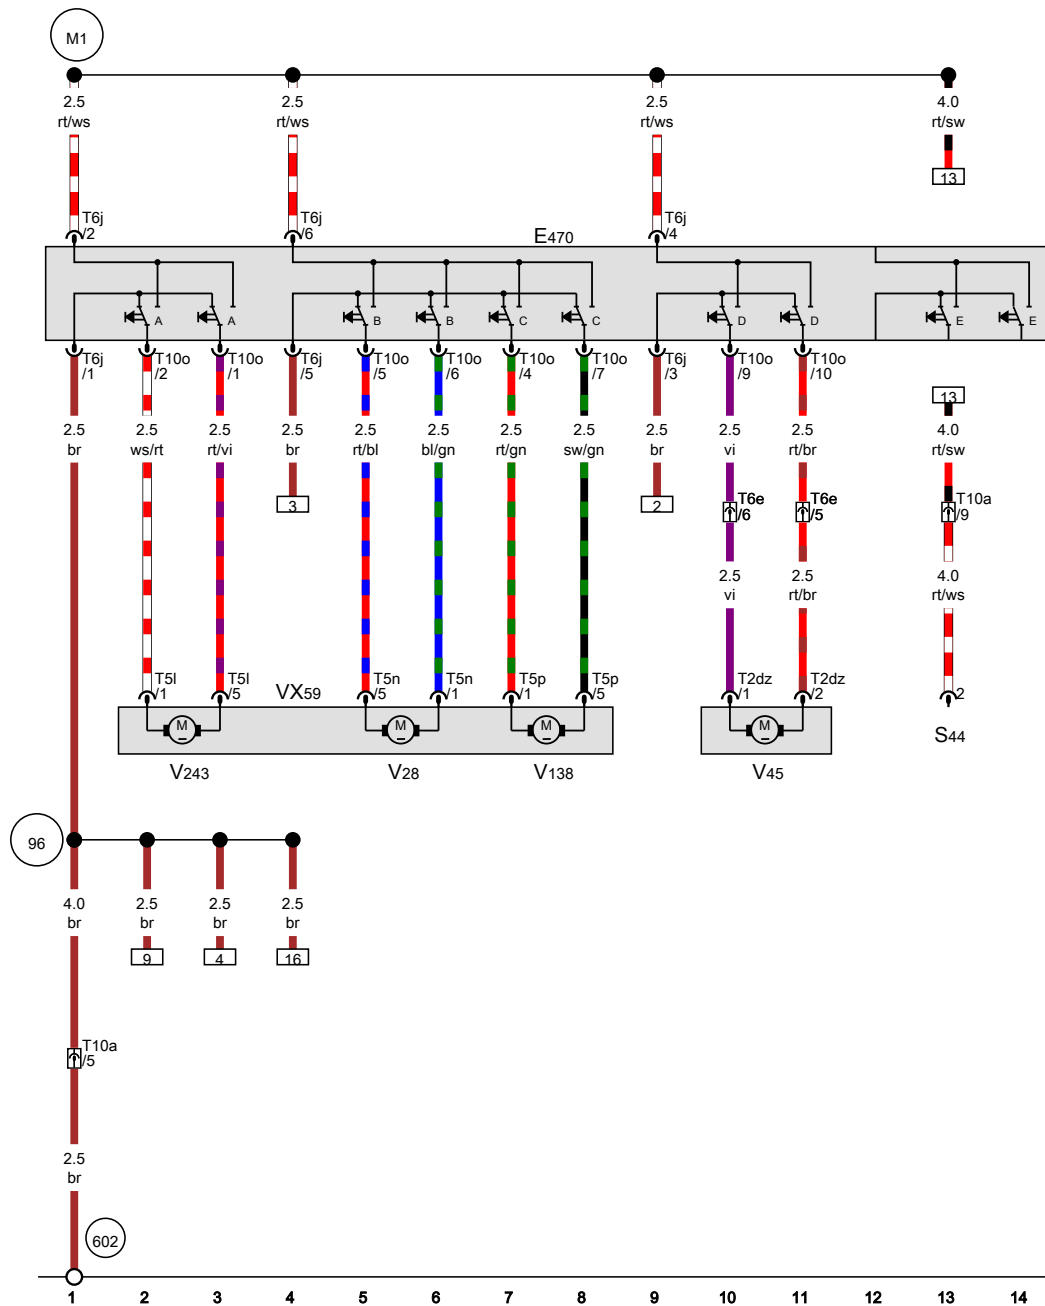 M1
2.5 2.5 2.5 4.0
rt/ws rt/ws rt/ws rt/sw
13
T6j T6j T6j
/2 /6 /4
E470
A A B B C C D D E E
T6j T10o T10o T6j T10o T10o T10o T10o T6j T10o T10o
/1 /2 /1 /5 /5 /6 /4 /7 /3 /9 /10
13
2.5 2.5 2.5 2.5 2.5 2.5 2.5 2.5 2.5 2.5 2.5 4.0
br ws/rt rt/vi br rt/bl bl/gn rt/gn sw/gn br vi rt/br rt/sw
3 2
T6e T6e T10a
/6 /5 /9
2.5 2.5 4.0
vi rt/br rt/ws
T5l T5l VX59 T5n T5n T5p T5p T2dz T2dz
/1 /5 /5 /1 /1 /5 /1 /2 2
M M M M
S44
V243 V28 V138 V45
96
4.0 2.5 2.5 2.5
br br br br
9 4 16
T10a
/5
2.5
br
602
1 2 3 4 5 6 7 8 9 10 11 12 13 14